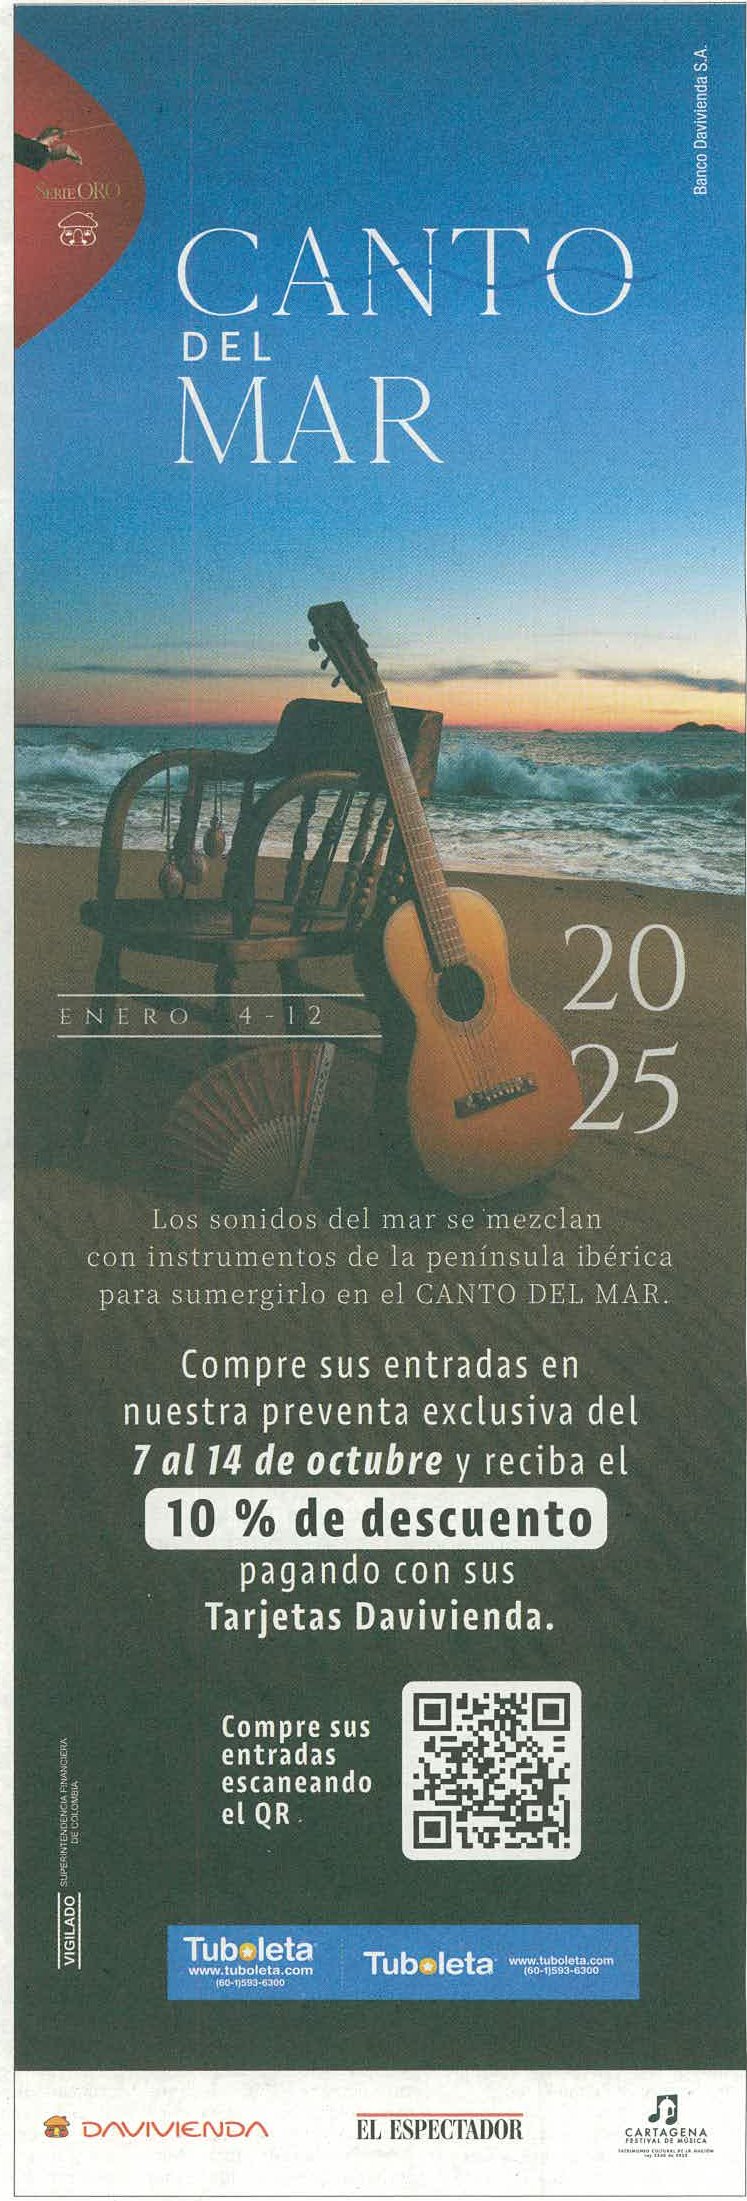 Banco Davivienda S.A.
SERIE ORO
CANTO
DEL
MAR
20
25
ENERO 4 - 12
Los sonidos del mar se mezclan
con instrumentos de la península ibérica
para sumergirlo en el CANTO DEL MAR.
Compre sus entradas en
nuestra preventa exclusiva del
7 al 14 de octubre y reciba el
10 % de descuento
pagando con sus
Tarjetas Davivienda.
Compre sus
entradas
escaneando
el QR
VIGILADO SUPERINTENDENCIA FINANCIERA
DE COLOMBIA
Tuboleta
www.tuboleta.com
(60-1)593-6300
Tuboleta
www.tuboleta.com
(60-1)593-6300
DAVIVIENDA
EL ESPECTADOR
CARTAGENA
FESTIVAL DE MÚSICA
PATRIMONIO CULTURAL DE LA NACIÓN